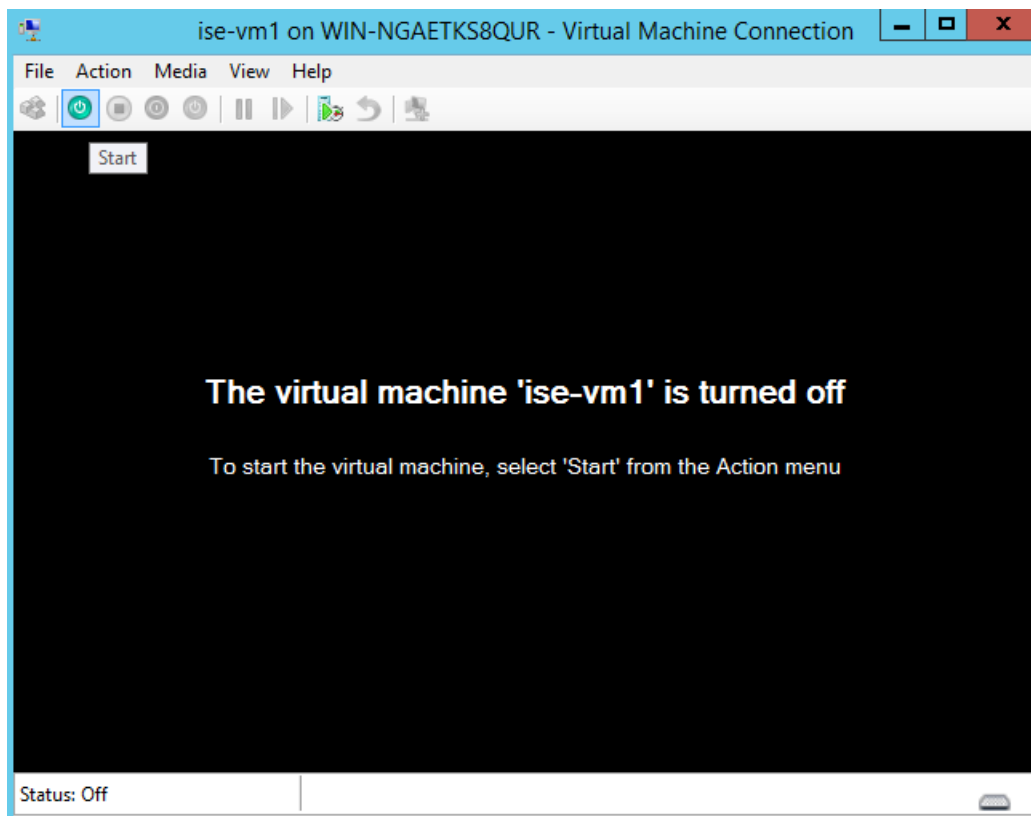 ise-vm1 on WIN-NGAETKS8QUR - Virtual Machine Connection
File Action Media View Help
Start
The virtual machine 'ise-vm1' is turned off
To start the virtual machine, select 'Start' from the Action menu
Status: Off